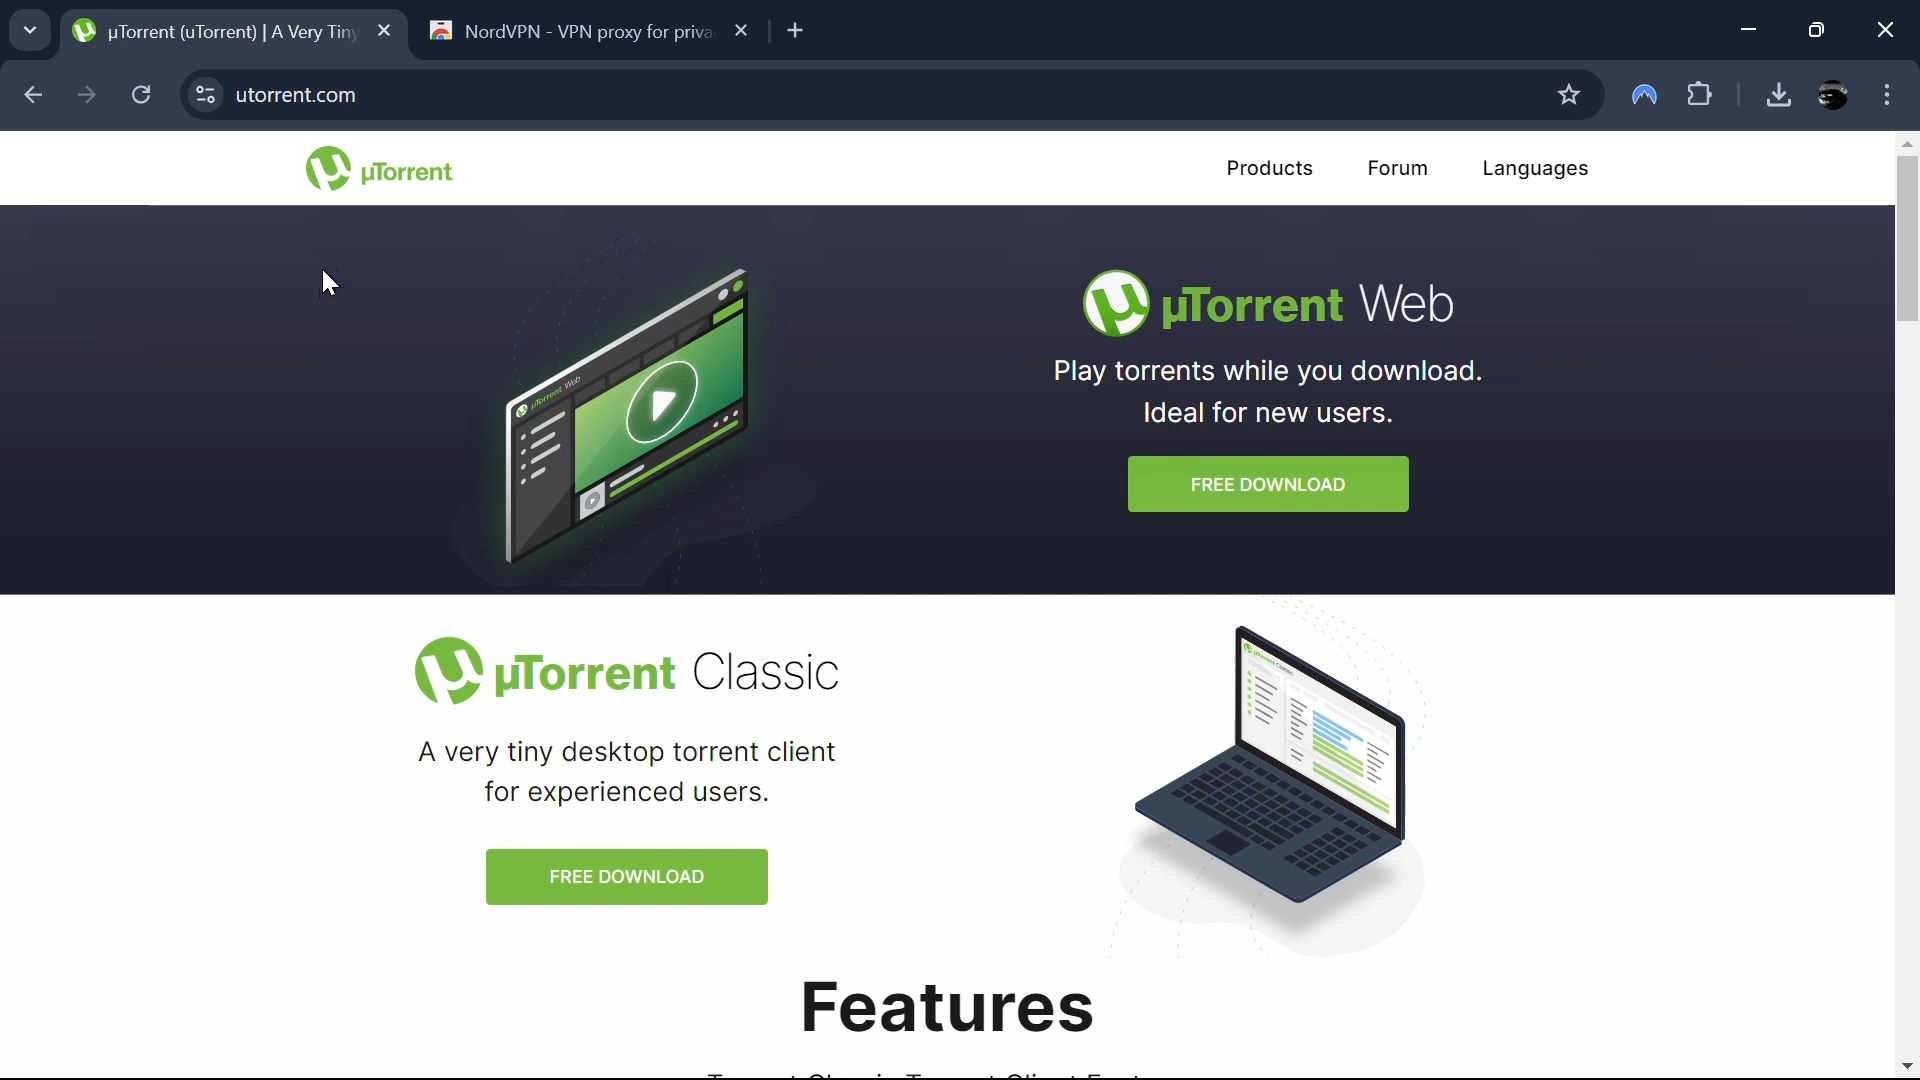 µTorrent (uTorrent) | A Very Tiny
NordVPN - VPN proxy for priva
utorrent.com
µTorrent
Products
Forum
Languages
µTorrent Web
Play torrents while you download.
Ideal for new users.
FREE DOWNLOAD
µTorrent Web
µTorrent Classic
A very tiny desktop torrent client
for experienced users.
FREE DOWNLOAD
Features